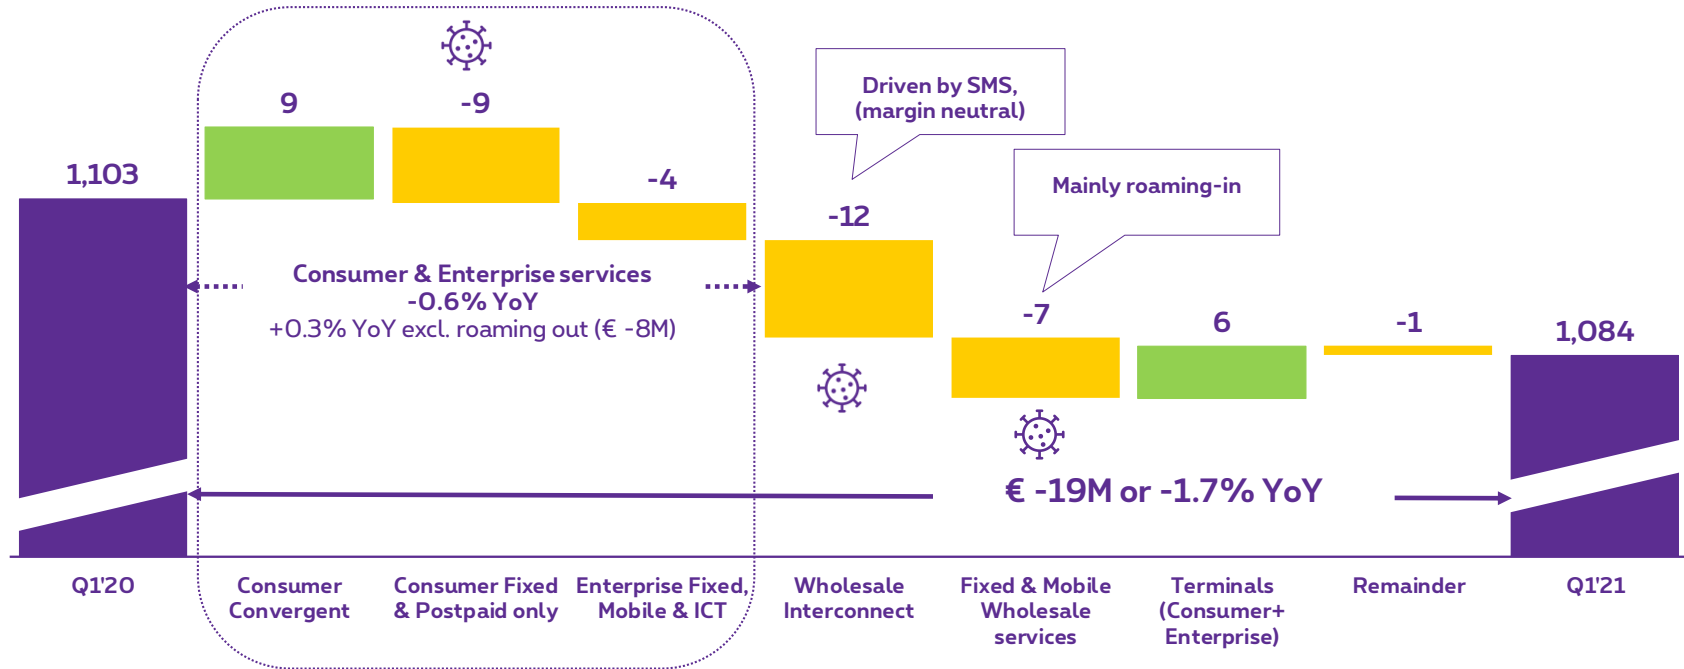 9
-9
Driven by SMS,
(margin neutral)
1,103
-4
Mainly roaming-in
-12
Consumer & Enterprise services
-0.6% YoY
+0.3% YoY excl. roaming out (€ -8M)
-7
6
-1
1,084
€ -19M or -1.7% YoY
Q1'20
Consumer
Convergent
Consumer Fixed
& Postpaid only
Enterprise Fixed,
Mobile & ICT
Wholesale
Interconnect
Fixed & Mobile
Wholesale
services
Terminals
(Consumer+
Enterprise)
Remainder
Q1'21